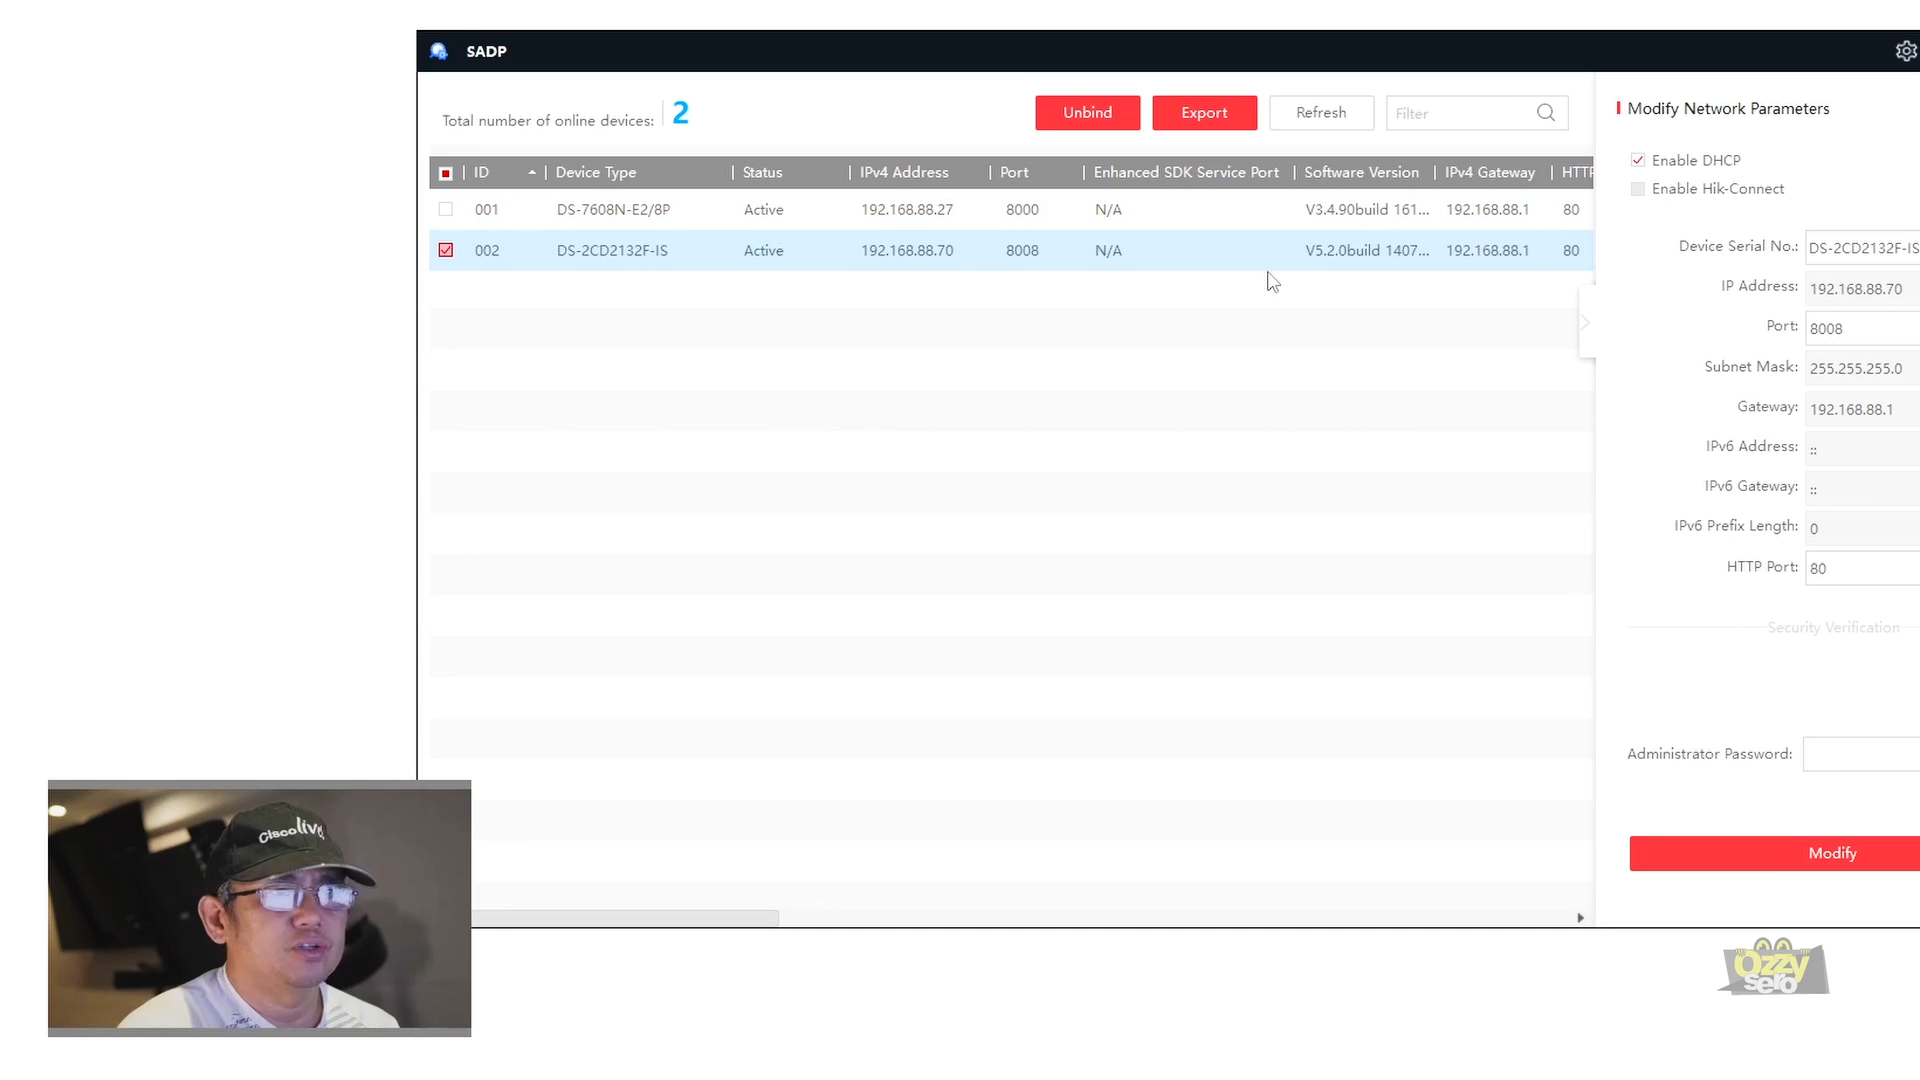 SADP
Total number of online devices: 2
Unbind
Export
Refresh
Filter
ID Device Type Status IPv4 Address Port Enhanced SDK Service Port Software Version IPv4 Gateway HTTP
001 DS-7608N-E2/8P Active 192.168.88.27 8000 N/A V3.4.90build 161... 192.168.88.1 80
002 DS-2CD2132F-IS Active 192.168.88.70 8008 N/A V5.2.0build 1407... 192.168.88.1 80
Modify Network Parameters
Enable DHCP
Enable Hik-Connect
Device Serial No.: DS-2CD2132F-IS
IP Address: 192.168.88.70
Port: 8008
Subnet Mask: 255.255.255.0
Gateway: 192.168.88.1
IPv6 Address: ::
IPv6 Gateway: ::
IPv6 Prefix Length: 0
HTTP Port: 80
Security Verification
Administrator Password:
Modify
Cisco live!
Ozzy
sero